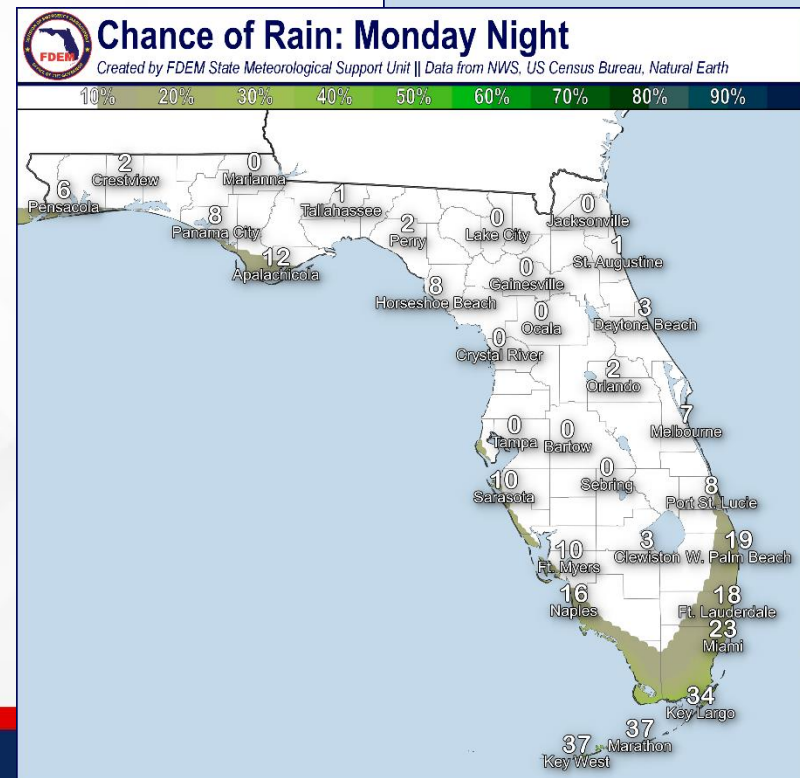 FDEM
Chance of Rain: Monday Night
Created by FDEM State Meteorological Support Unit || Data from NWS, US Census Bureau, Natural Earth
10% 20% 30% 40% 50% 60% 70% 80% 90%
2
Crestview
0
Marianna
6
Pensacola
1
Tallahassee
0
Jacksonville
8
Panama City
2
Perry
0
Lake City
12
Apalachicola
1
St. Augustine
0
Gainesville
8
Horseshoe Beach
0
Ocala
3
Daytona Beach
0
Crystal River
2
Orlando
7
Melbourne
0
Tampa
0
Bartow
10
Sarasota
0
Sebring
8
Port St. Lucie
10
Ft. Myers
3
Clewiston
19
W. Palm Beach
16
Naples
18
Ft. Lauderdale
23
Miami
34
Key Largo
37
Marathon
37
Key West